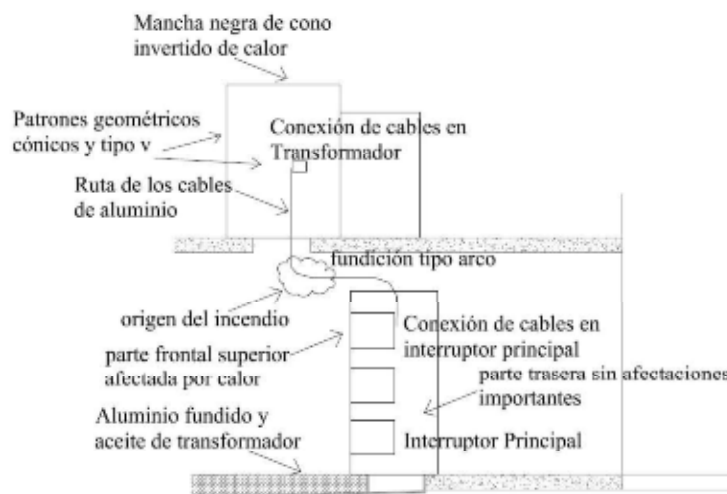 Mancha negra de cono
invertido de calor
Patrones geométricos
cónicos y tipo v
Conexión de cables en
Transformador
Ruta de los cables
de aluminio
fundición tipo arco
origen del incendio
Conexión de cables en
interruptor principal
parte frontal superior
afectada por calor
parte trasera sin afectaciones
importantes
Aluminio fundido y
aceite de transformador
Interruptor Principal